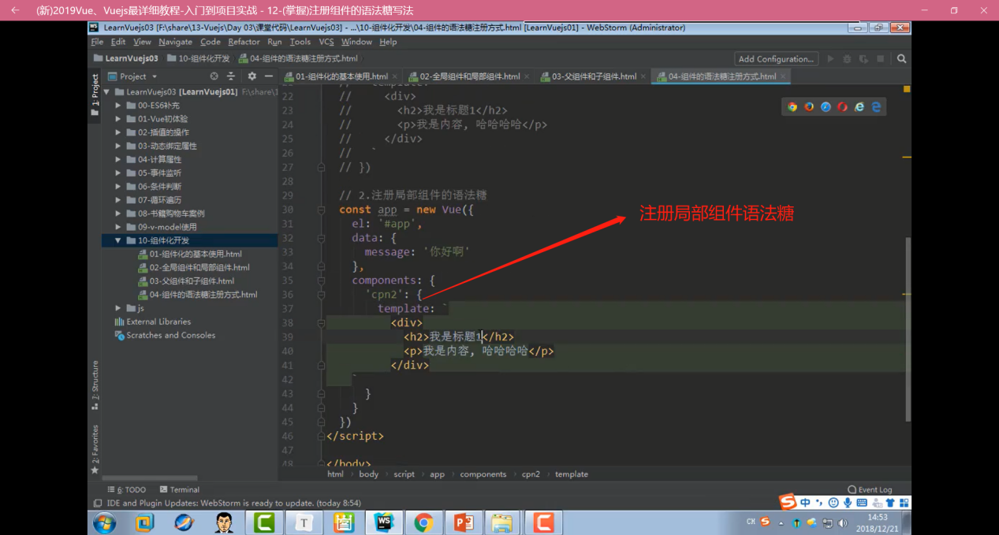 (新)2019Vue、Vuejs最详细教程-入门到项目实战 - 12-(掌握)注册组件的语法糖写法
LearnVuejs03 [F:\share\13-Vuejs\Day 03\课堂代码\LearnVuejs03] - ...\10-组件化开发\04-组件的语法糖注册方式.html [LearnVuejs01] - WebStorm (Administrator)
File Edit View Navigate Code Refactor Run Tools VCS Window Help
LearnVuejs03 10-组件化开发 04-组件的语法糖注册方式.html
Add Configuration...
1: Project
Project
01-组件化的基本使用.html 02-全局组件和局部组件.html 03-父组件和子组件.html 04-组件的语法糖注册方式.html
LearnVuejs03 [LearnVuejs01] F:\share\1
00-ES6补充
01-Vue初体验
02-插值的操作
03-动态绑定属性
04-计算属性
05-事件监听
06-条件判断
07-循环遍历
08-书籍购物车案例
09-v-model使用
10-组件化开发
01-组件化的基本使用.html
02-全局组件和局部组件.html
03-父组件和子组件.html
04-组件的语法糖注册方式.html
js
External Libraries
Scratches and Consoles
7: Structure
2: Favorites
22 // <div>
23 // <h2>我是标题1</h2>
24 // <p>我是内容, 哈哈哈哈</p>
25 // </div>
26 // `
27 // })
28
29 // 2.注册局部组件的语法糖
30 const app = new Vue({
31 el: '#app',
32 data: {
33 message: '你好啊'
34 },
35 components: {
36 'cpn2': {
37 template: `
38 <div>
39 <h2>我是标题1</h2>
40 <p>我是内容, 哈哈哈哈</p>
41 </div>
42 `
43 }
44 }
45 })
46 </script>
47
48 </body>
注册局部组件语法糖
html body script app components cpn2 template
6: TODO Terminal
Event Log
IDE and Plugin Updates: WebStorm is ready to update. (today 8:54)
中
CH
14:53
2018/12/21